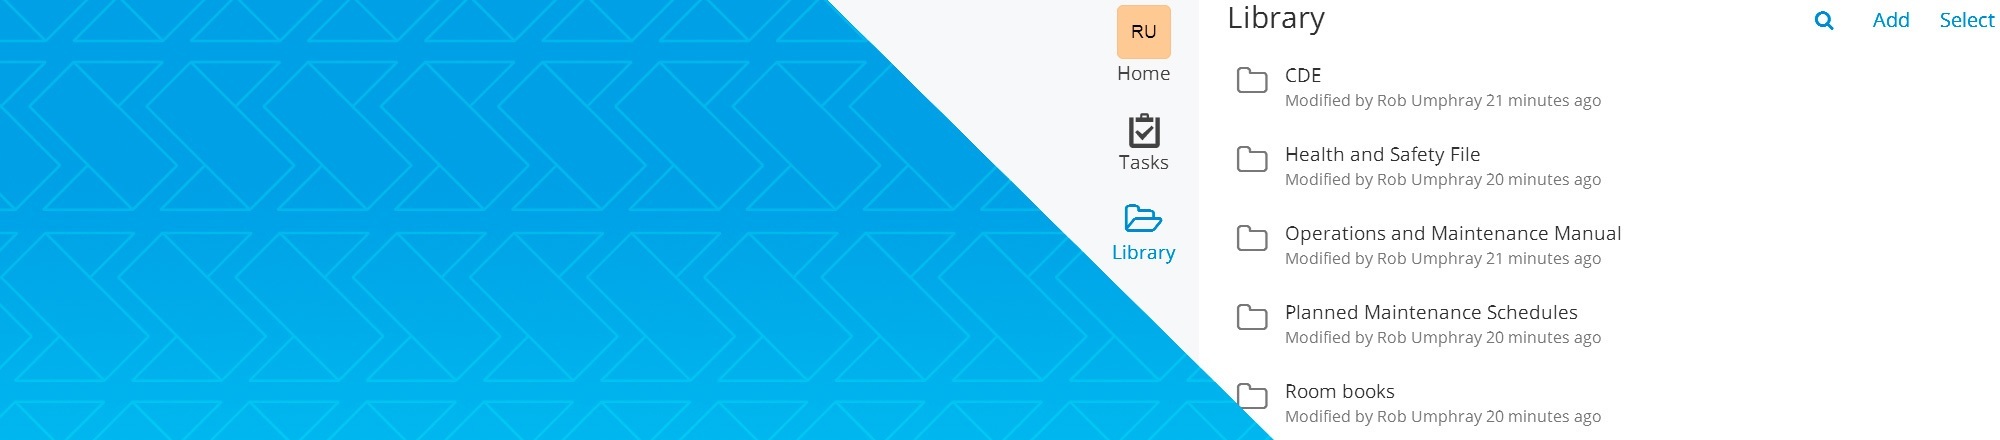 RU
Home
Tasks
Library
Library
Add
Select
CDE
Modified by Rob Umphray 21 minutes ago
Health and Safety File
Modified by Rob Umphray 20 minutes ago
Operations and Maintenance Manual
Modified by Rob Umphray 21 minutes ago
Planned Maintenance Schedules
Modified by Rob Umphray 20 minutes ago
Room books
Modified by Rob Umphray 20 minutes ago